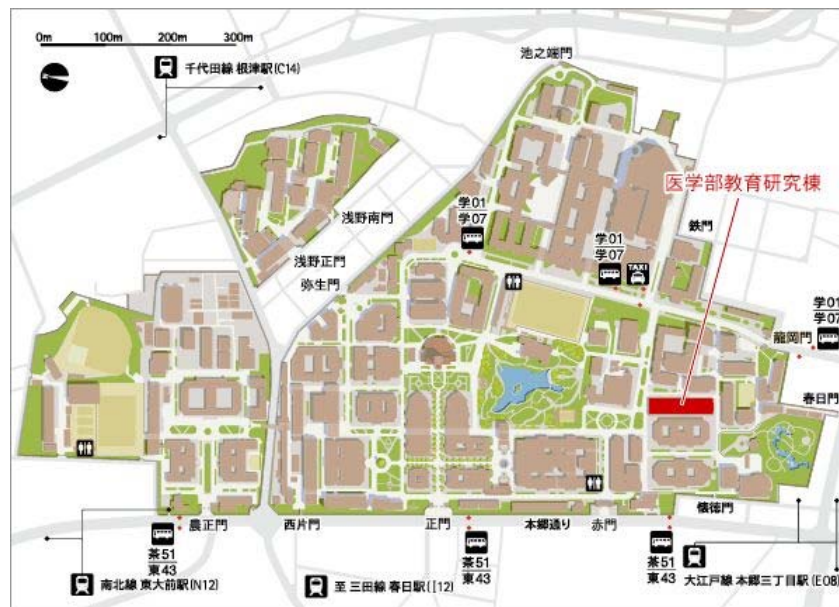 0m 100m 200m 300m
千代田線 根津駅(C14)
池之端門
医学部教育研究棟
浅野南門
学01
学07
浅野正門
弥生門
学01
学07
TAXI
鉄門
学01
学07
龍岡門
春日門
農正門
西片門
正門
本郷通り
赤門
懐徳門
茶51
東43
茶51
東43
茶51
東43
南北線 東大前駅(N12)
至 三田線 春日駅(I12)
大江戸線 本郷三丁目駅(E08)